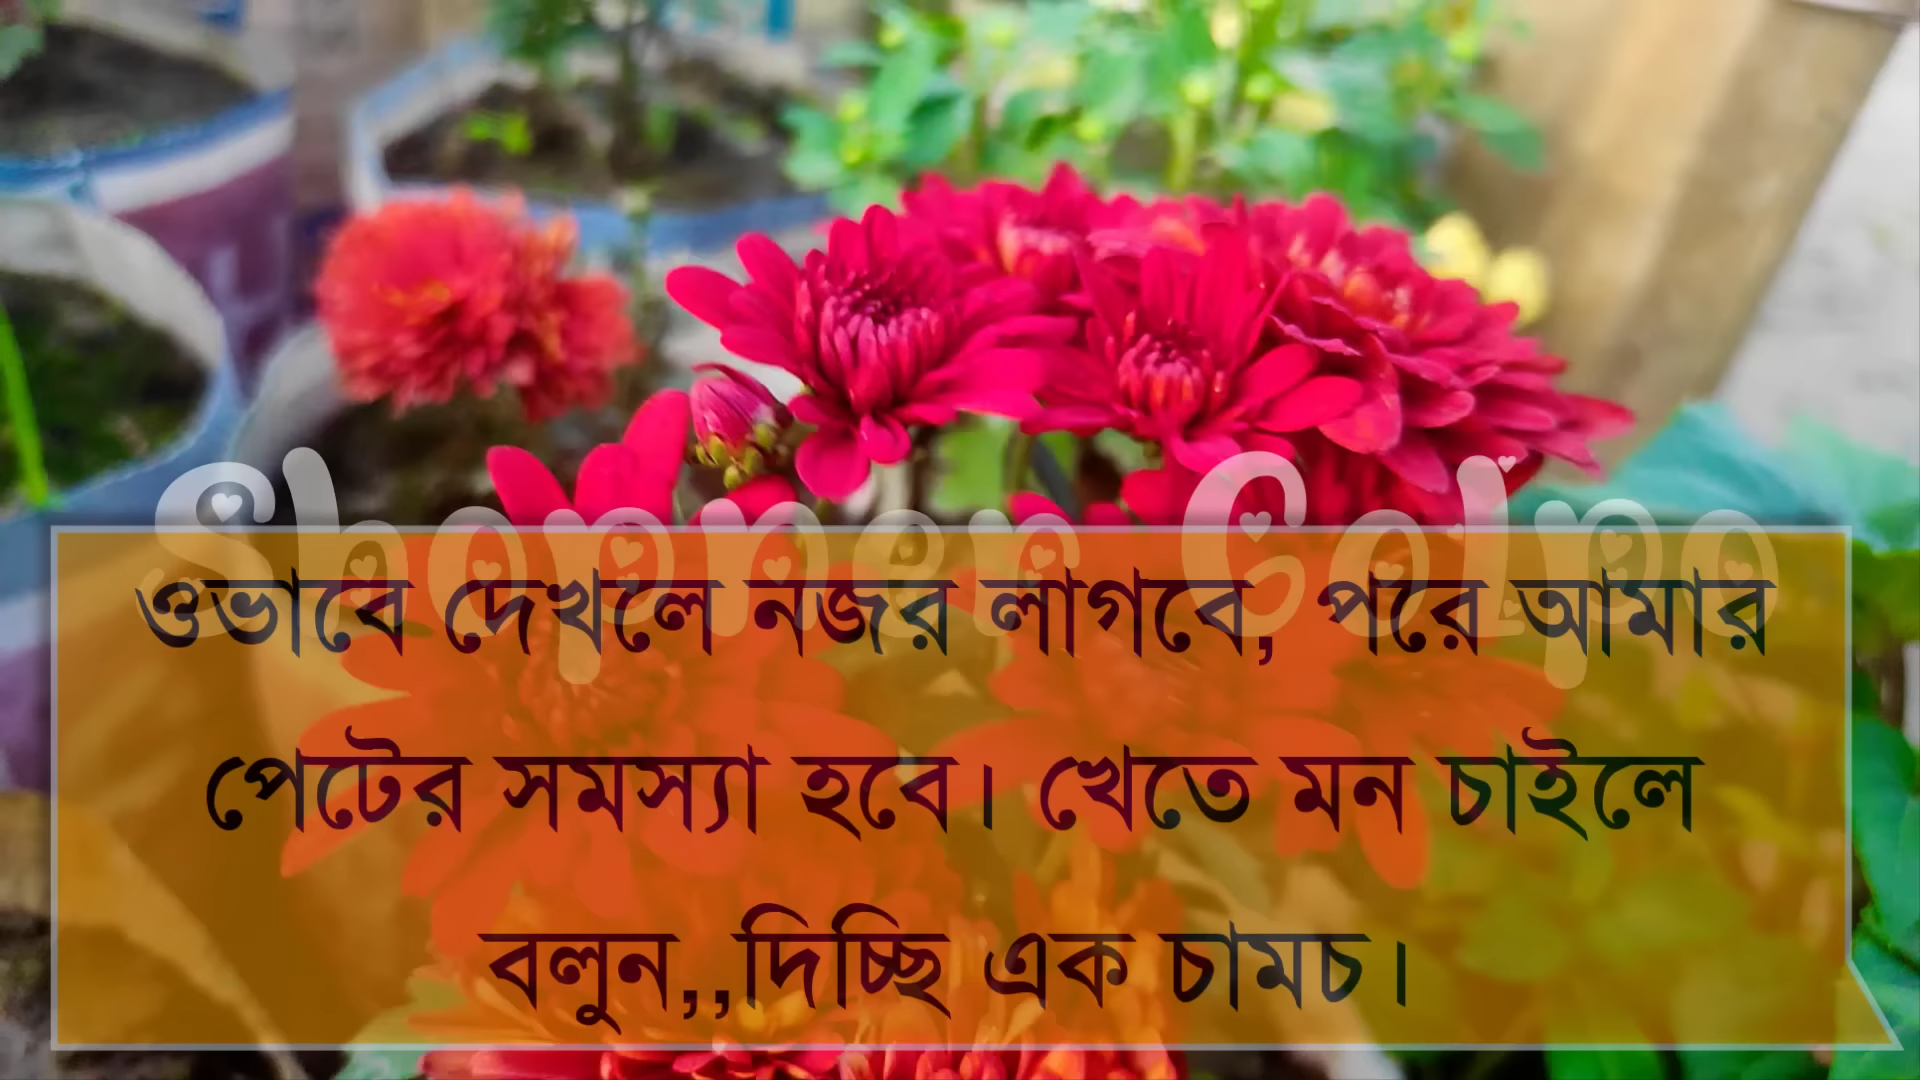 Shopner Golpo
ওভাবে দেখলে নজর লাগবে, পরে আমার
পেটের সমস্যা হবে। খেতে মন চাইলে
বলুন,,দিচ্ছি এক চামচ।